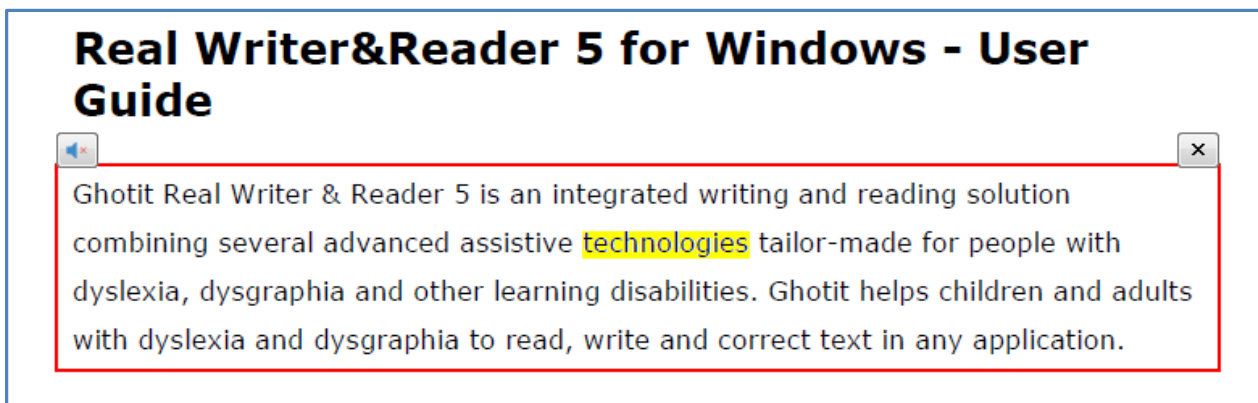 Real Writer&Reader 5 for Windows - User
Guide
Ghotit Real Writer & Reader 5 is an integrated writing and reading solution
combining several advanced assistive technologies tailor-made for people with
dyslexia, dysgraphia and other learning disabilities. Ghotit helps children and adults
with dyslexia and dysgraphia to read, write and correct text in any application.